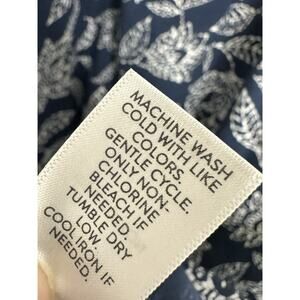 MACHINE WASH
COLD WITH LIKE
COLORS.
GENTLE CYCLE.
ONLY NON-
CHLORINE
BLEACH IF
NEEDED.
TUMBLE DRY
LOW.
COOL IRON IF
NEEDED.